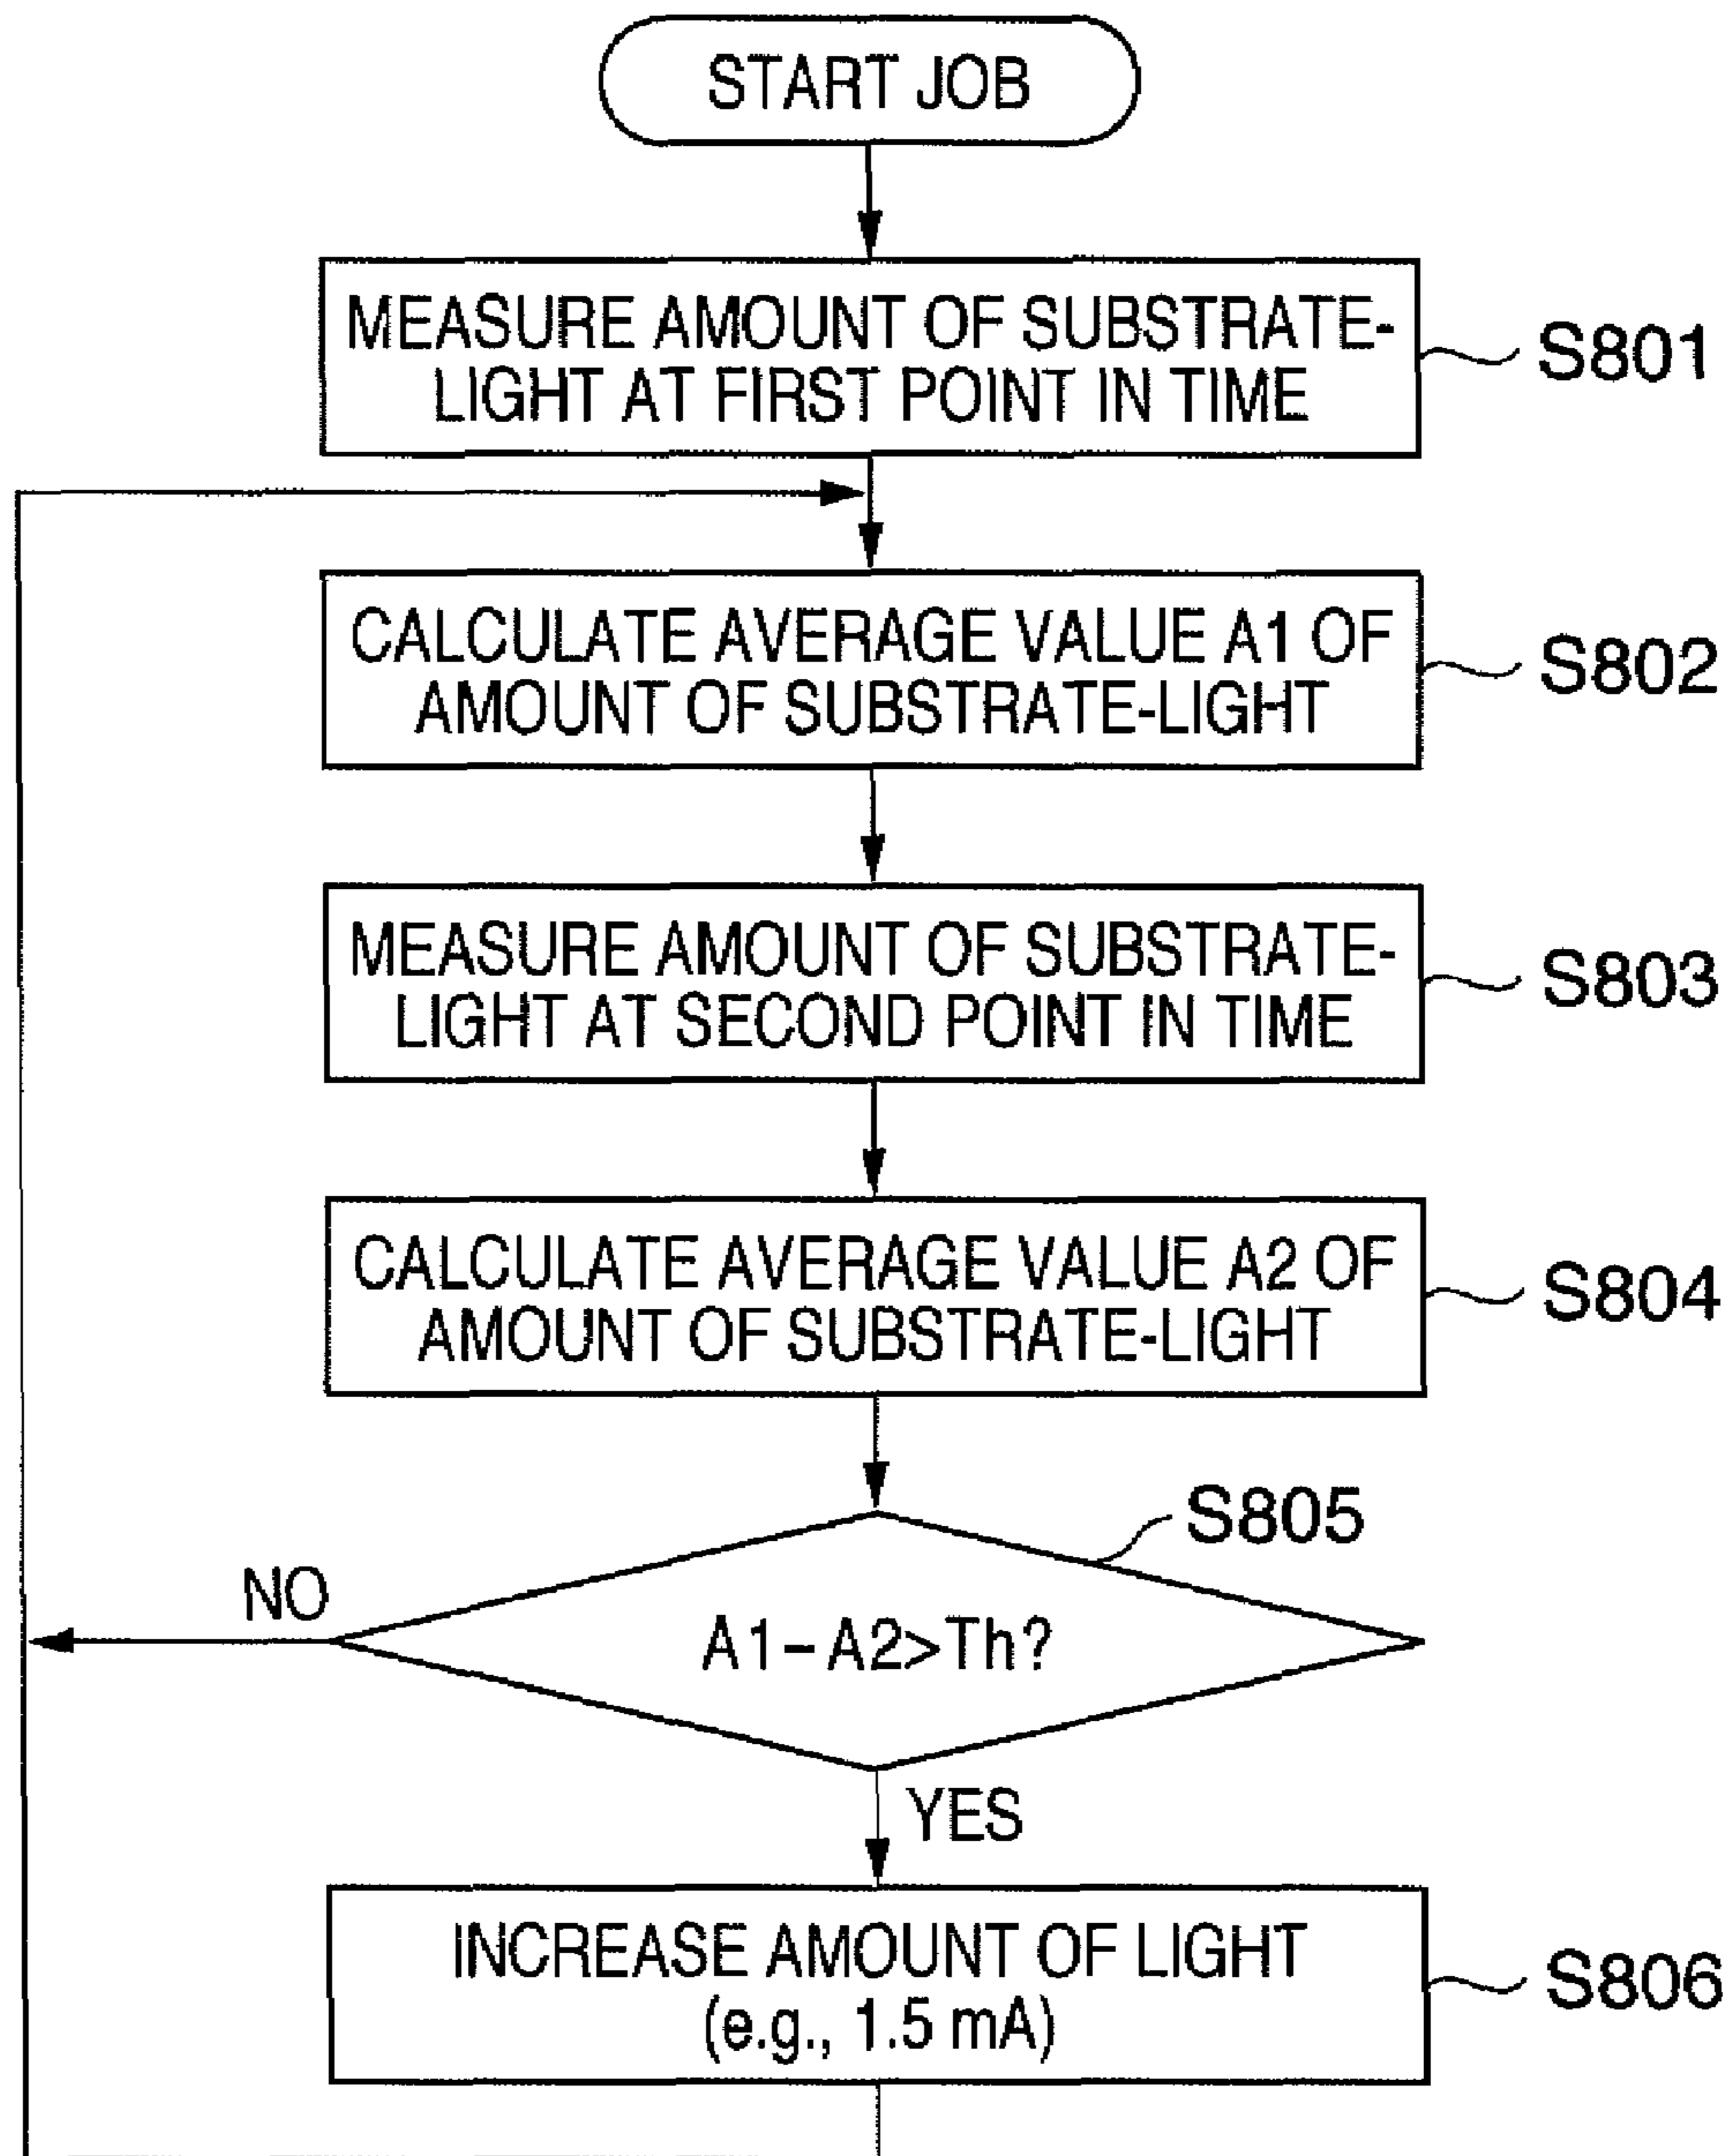 START JOB
MEASURE AMOUNT OF SUBSTRATE-
LIGHT AT FIRST POINT IN TIME
S801
CALCULATE AVERAGE VALUE A1 OF
AMOUNT OF SUBSTRATE-LIGHT
S802
MEASURE AMOUNT OF SUBSTRATE-
LIGHT AT SECOND POINT IN TIME
S803
CALCULATE AVERAGE VALUE A2 OF
AMOUNT OF SUBSTRATE-LIGHT
S804
S805
NO
A1-A2>Th?
YES
INCREASE AMOUNT OF LIGHT
(e.g., 1.5 mA)
S806